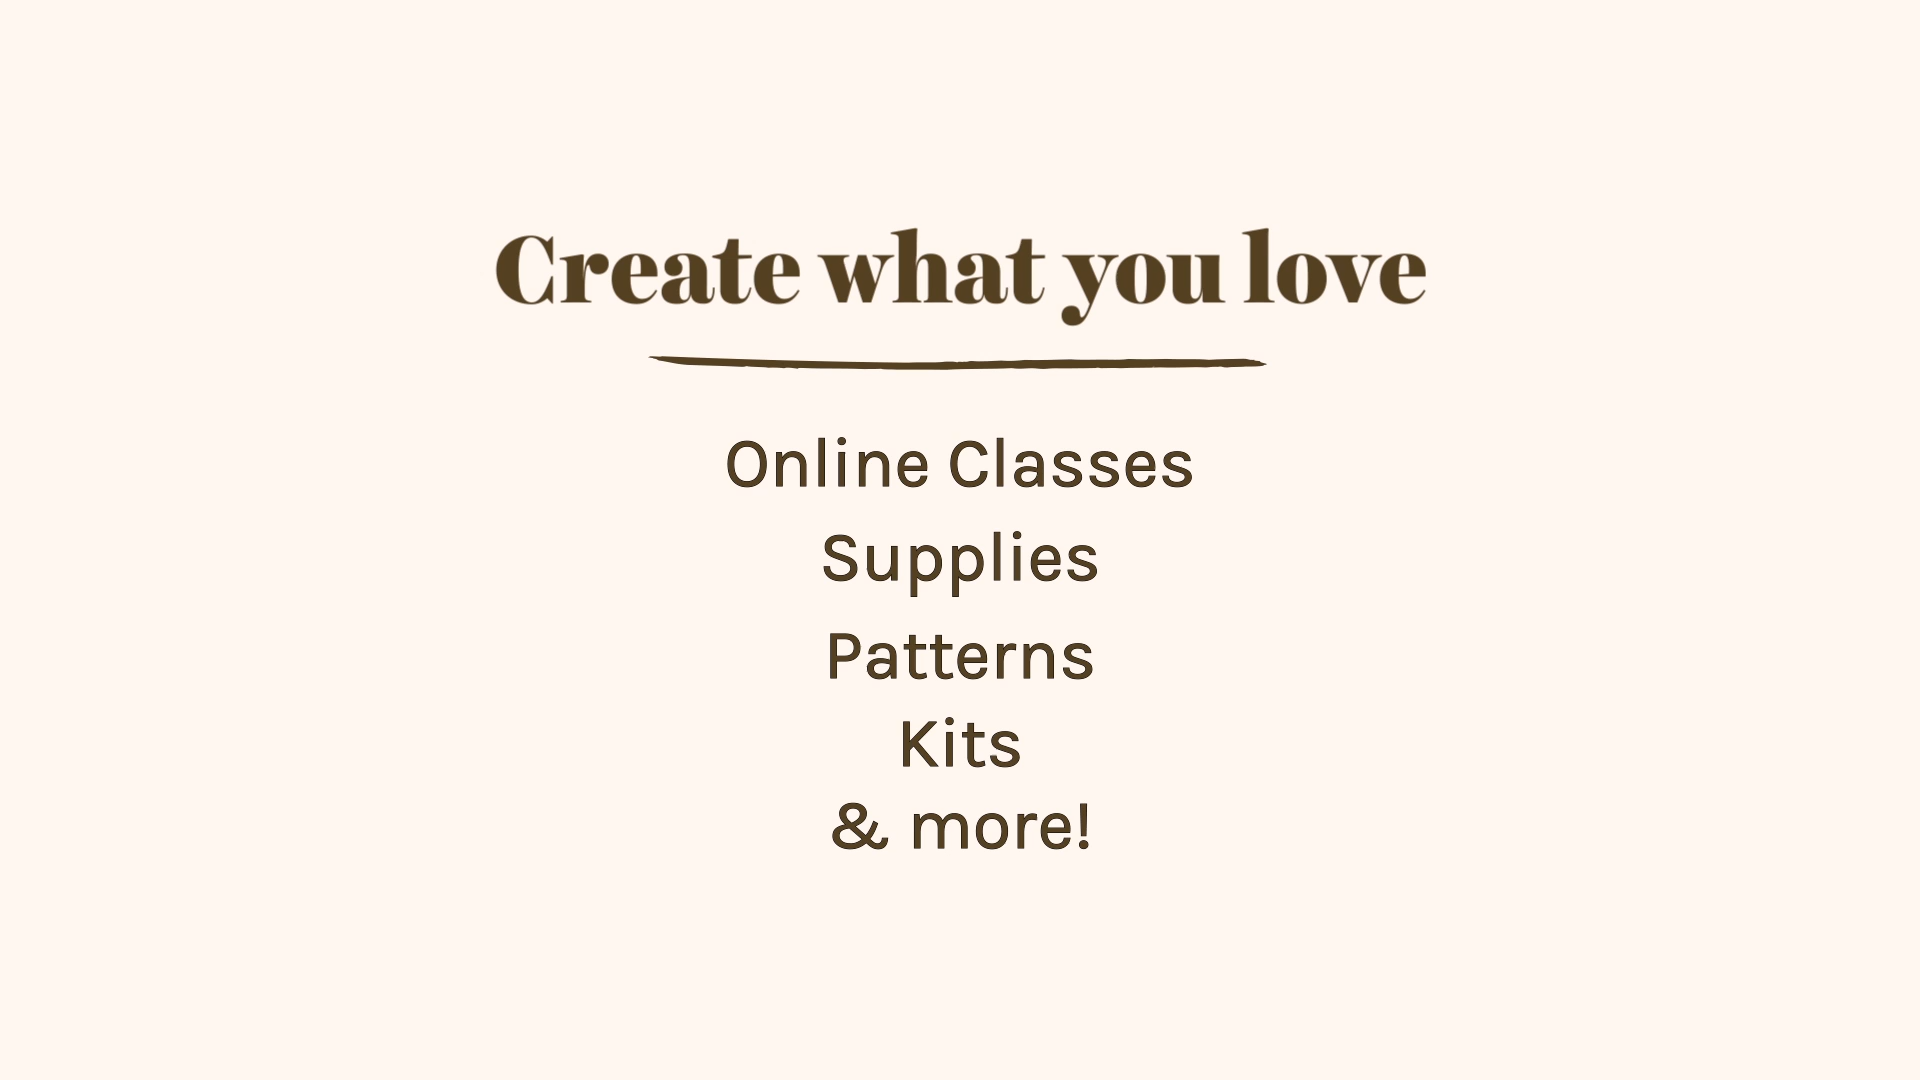 Create what you love
Online Classes
Supplies
Patterns
Kits
& more!